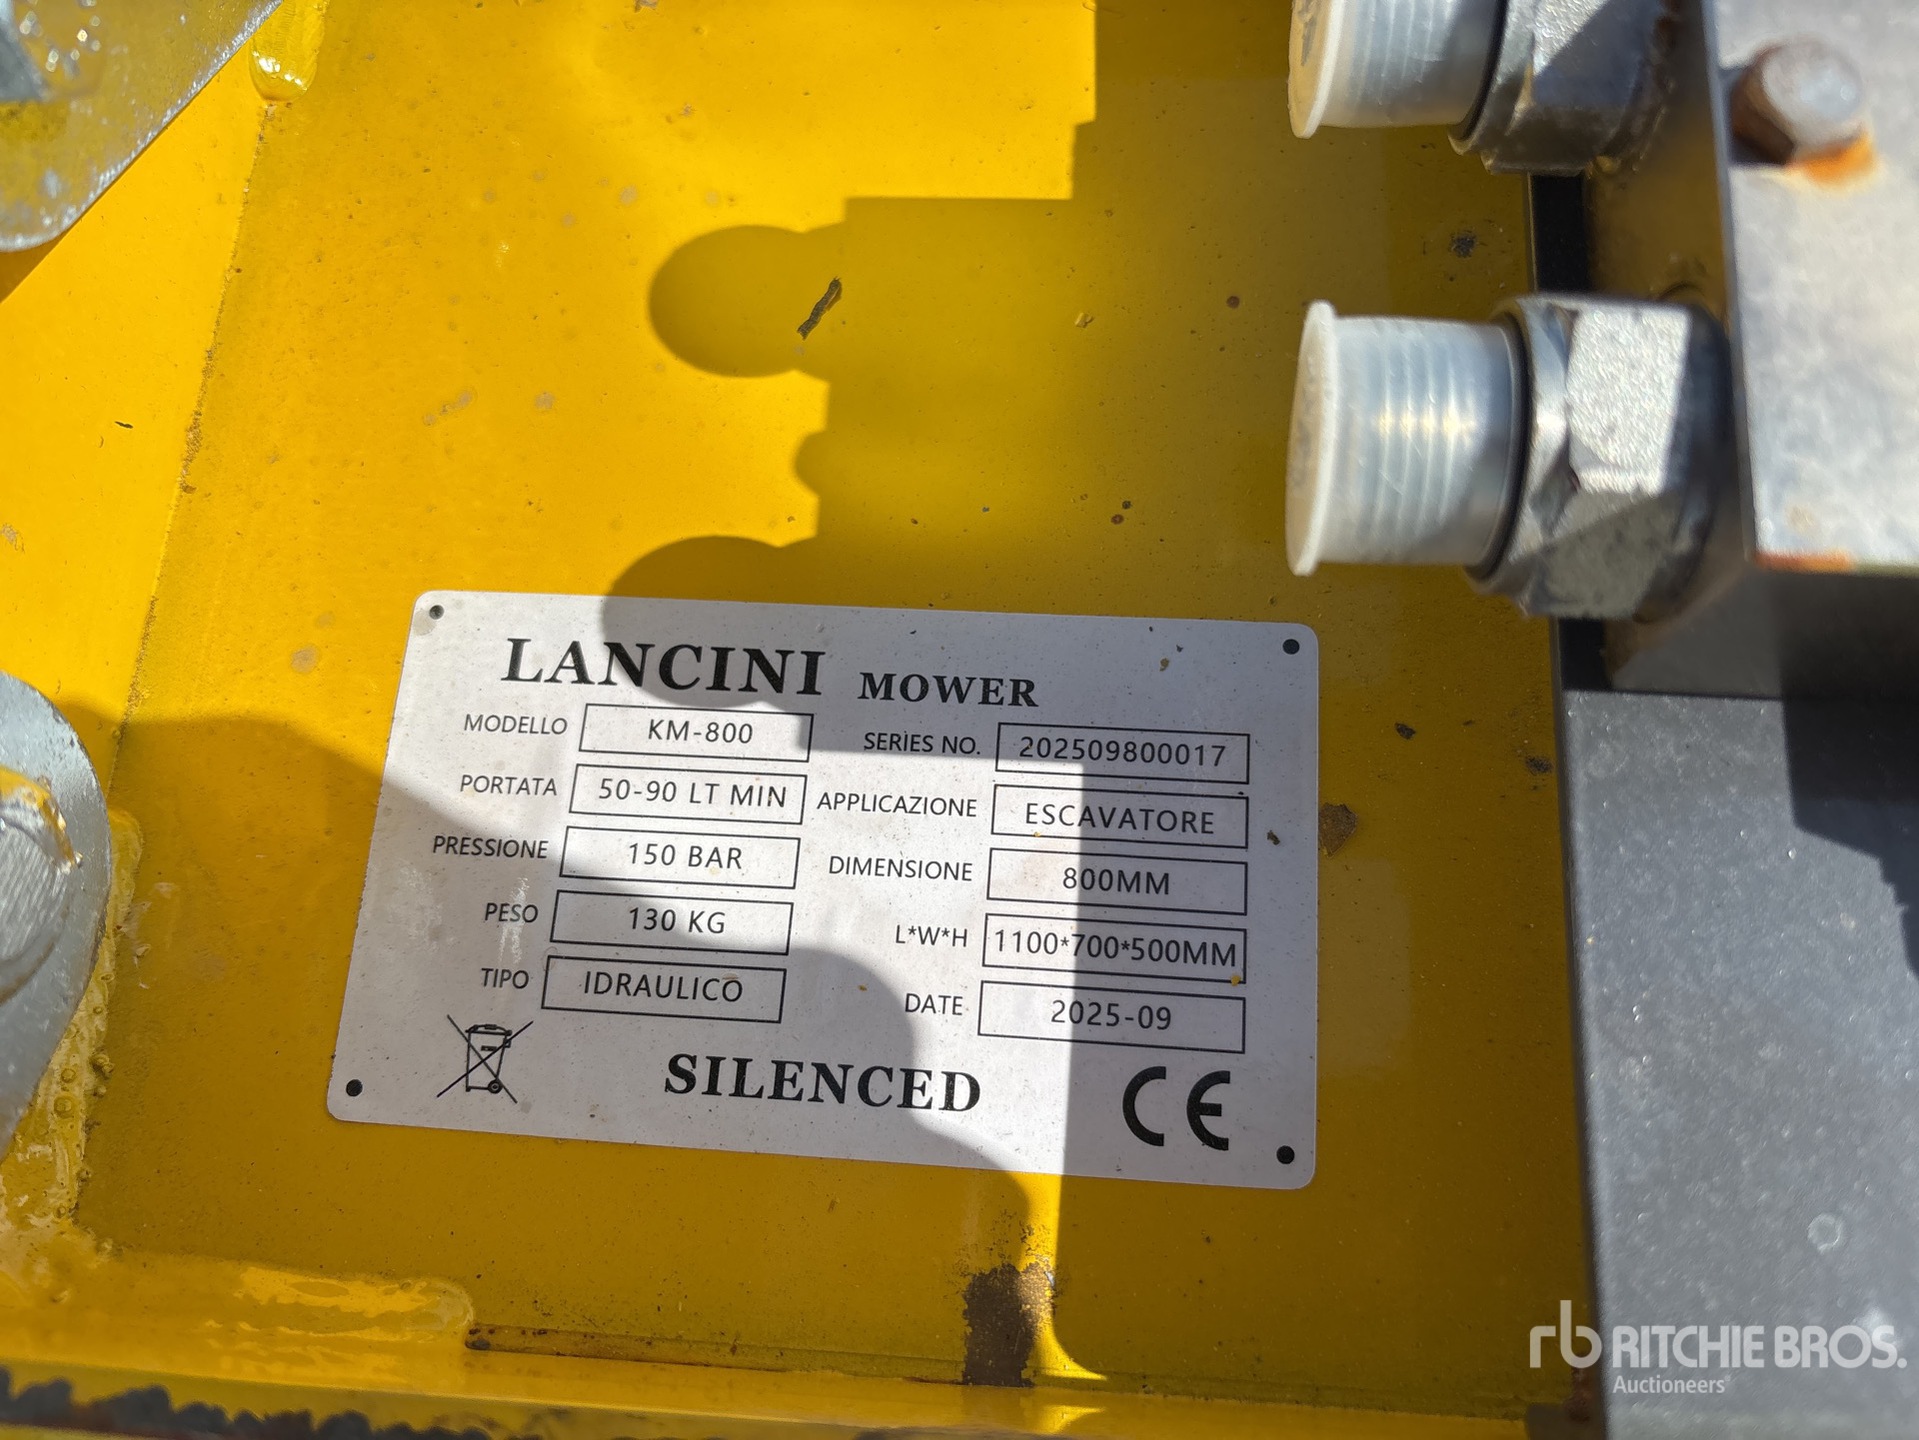 LANCINI MOWER
MODELLO KM-800 SERIES NO. 202509800017
PORTATA 50-90 LT MIN APPLICAZIONE ESCAVATORE
PRESSIONE 150 BAR DIMENSIONE 800MM
PESO 130 KG L*W*H 1100*700*500MM
TIPO IDRAULICO DATE 2025-09
SILENCED CE
rb RITCHIE BROS.
Auctioneers